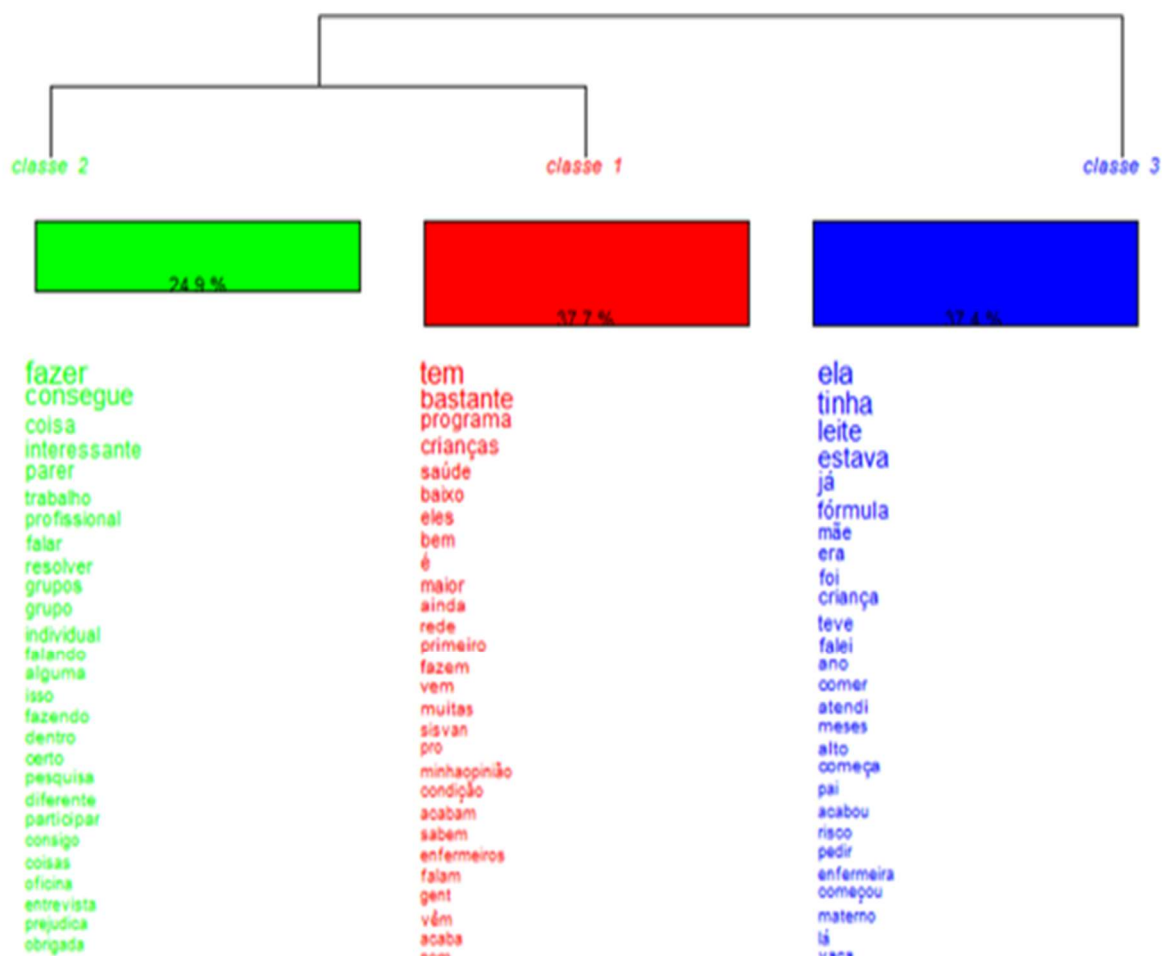 classe 2
classe 1
classe 3
24.9 %
37.7 %
37.4 %
fazer
consegue
coisa
interessante
parer
trabalho
profissional
falar
resolver
grupos
grupo
individual
falando
alguma
isso
fazendo
dentro
certo
pesquisa
diferente
participar
consigo
coisas
oficina
entrevista
prejudica
obrigada
tem
bastante
programa
crianças
saúde
baixo
eles
bem
é
maior
ainda
rede
primeiro
fazem
vem
muitas
sisvan
pro
minhaopinião
condição
acabam
sabem
enfermeiros
falam
gent
vêm
acaba
ela
tinha
leite
estava
já
fórmula
mãe
era
foi
criança
teve
falei
ano
comer
atendi
meses
alto
começa
pai
acabou
risco
pedir
enfermeira
começou
materno
lá